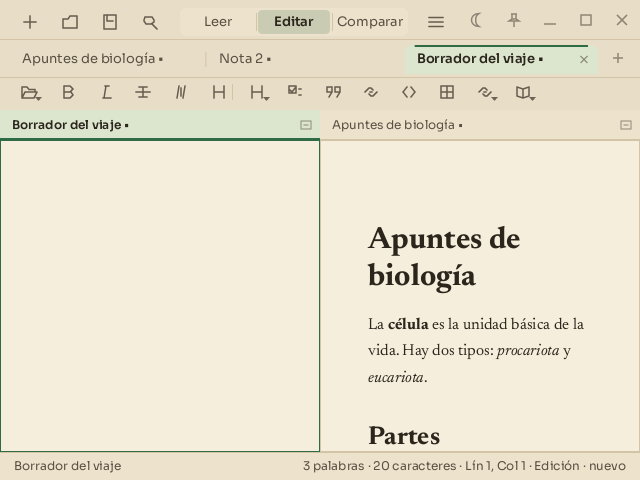 Leer Editar Comparar
Apuntes de biología ▪ Nota 2 ▪ Borrador del viaje ▪
Borrador del viaje ▪
Apuntes de biología ▪
Apuntes de
biología
La célula es la unidad básica de la
vida. Hay dos tipos: procariota y
eucariota.
Partes
Borrador del viaje
3 palabras · 20 caracteres · Lín 1, Col 1 · Edición · nuevo